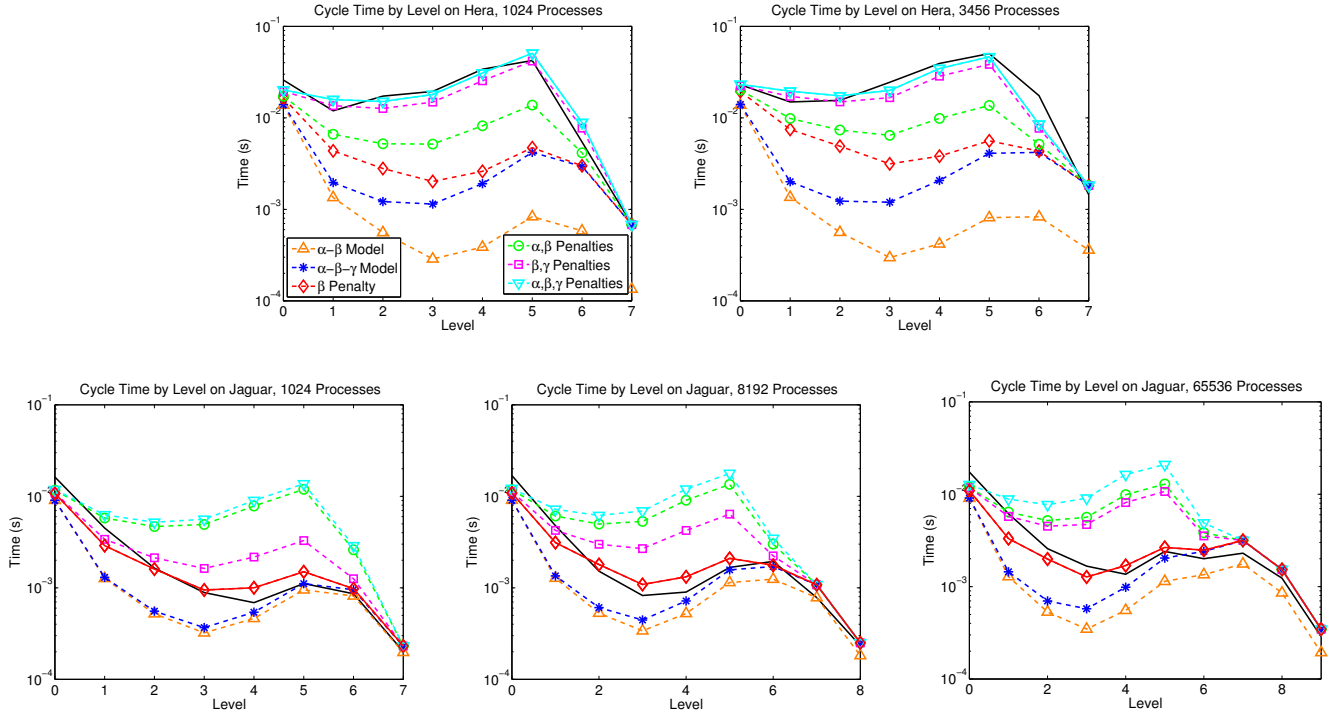 Cycle Time by Level on Hera, 1024 Processes
10⁻¹
10⁻²
10⁻³
10⁻⁴
Time (s)
α−β Model
α−β−γ Model
β Penalty
α,β Penalties
β,γ Penalties
α,β,γ Penalties
0 1 2 3 4 5 6 7
Level
Cycle Time by Level on Hera, 3456 Processes
10⁻¹
10⁻²
10⁻³
10⁻⁴
Time (s)
0 1 2 3 4 5 6 7
Level
Cycle Time by Level on Jaguar, 1024 Processes
10⁻¹
10⁻²
10⁻³
10⁻⁴
Time (s)
0 1 2 3 4 5 6 7
Level
Cycle Time by Level on Jaguar, 8192 Processes
10⁻¹
10⁻²
10⁻³
10⁻⁴
Time (s)
0 2 4 6 8
Level
Cycle Time by Level on Jaguar, 65536 Processes
10⁻¹
10⁻²
10⁻³
10⁻⁴
Time (s)
0 2 4 6 8
Level